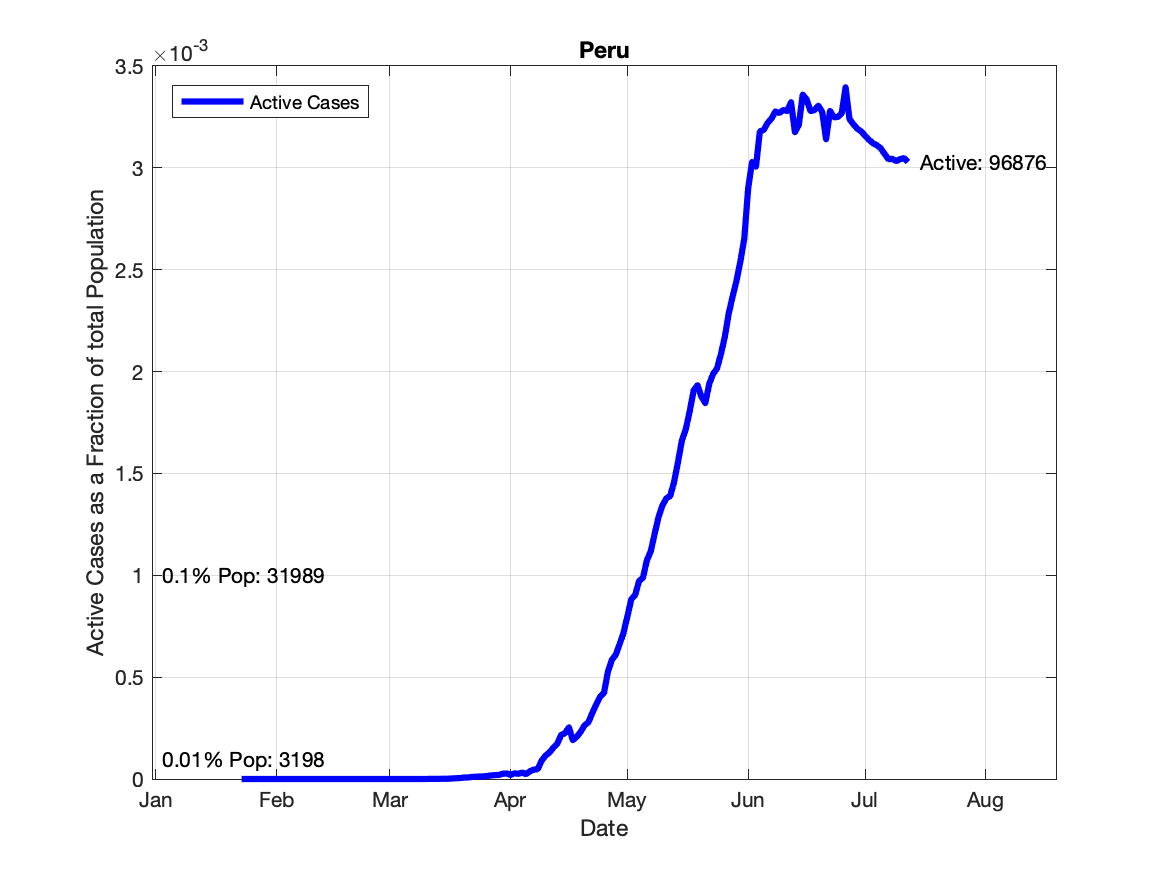 Peru
×10-3
Active Cases
3.5
3
2.5
2
1.5
1
0.5
0
Active: 96876
0.1% Pop: 31989
0.01% Pop: 3198
Active Cases as a Fraction of total Population
Jan Feb Mar Apr May Jun Jul Aug
Date